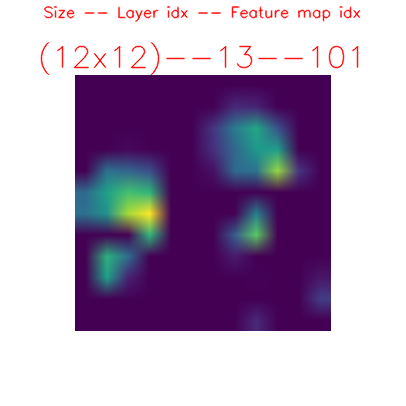 Size -- Layer idx -- Feature map idx
(12x12)--13--101